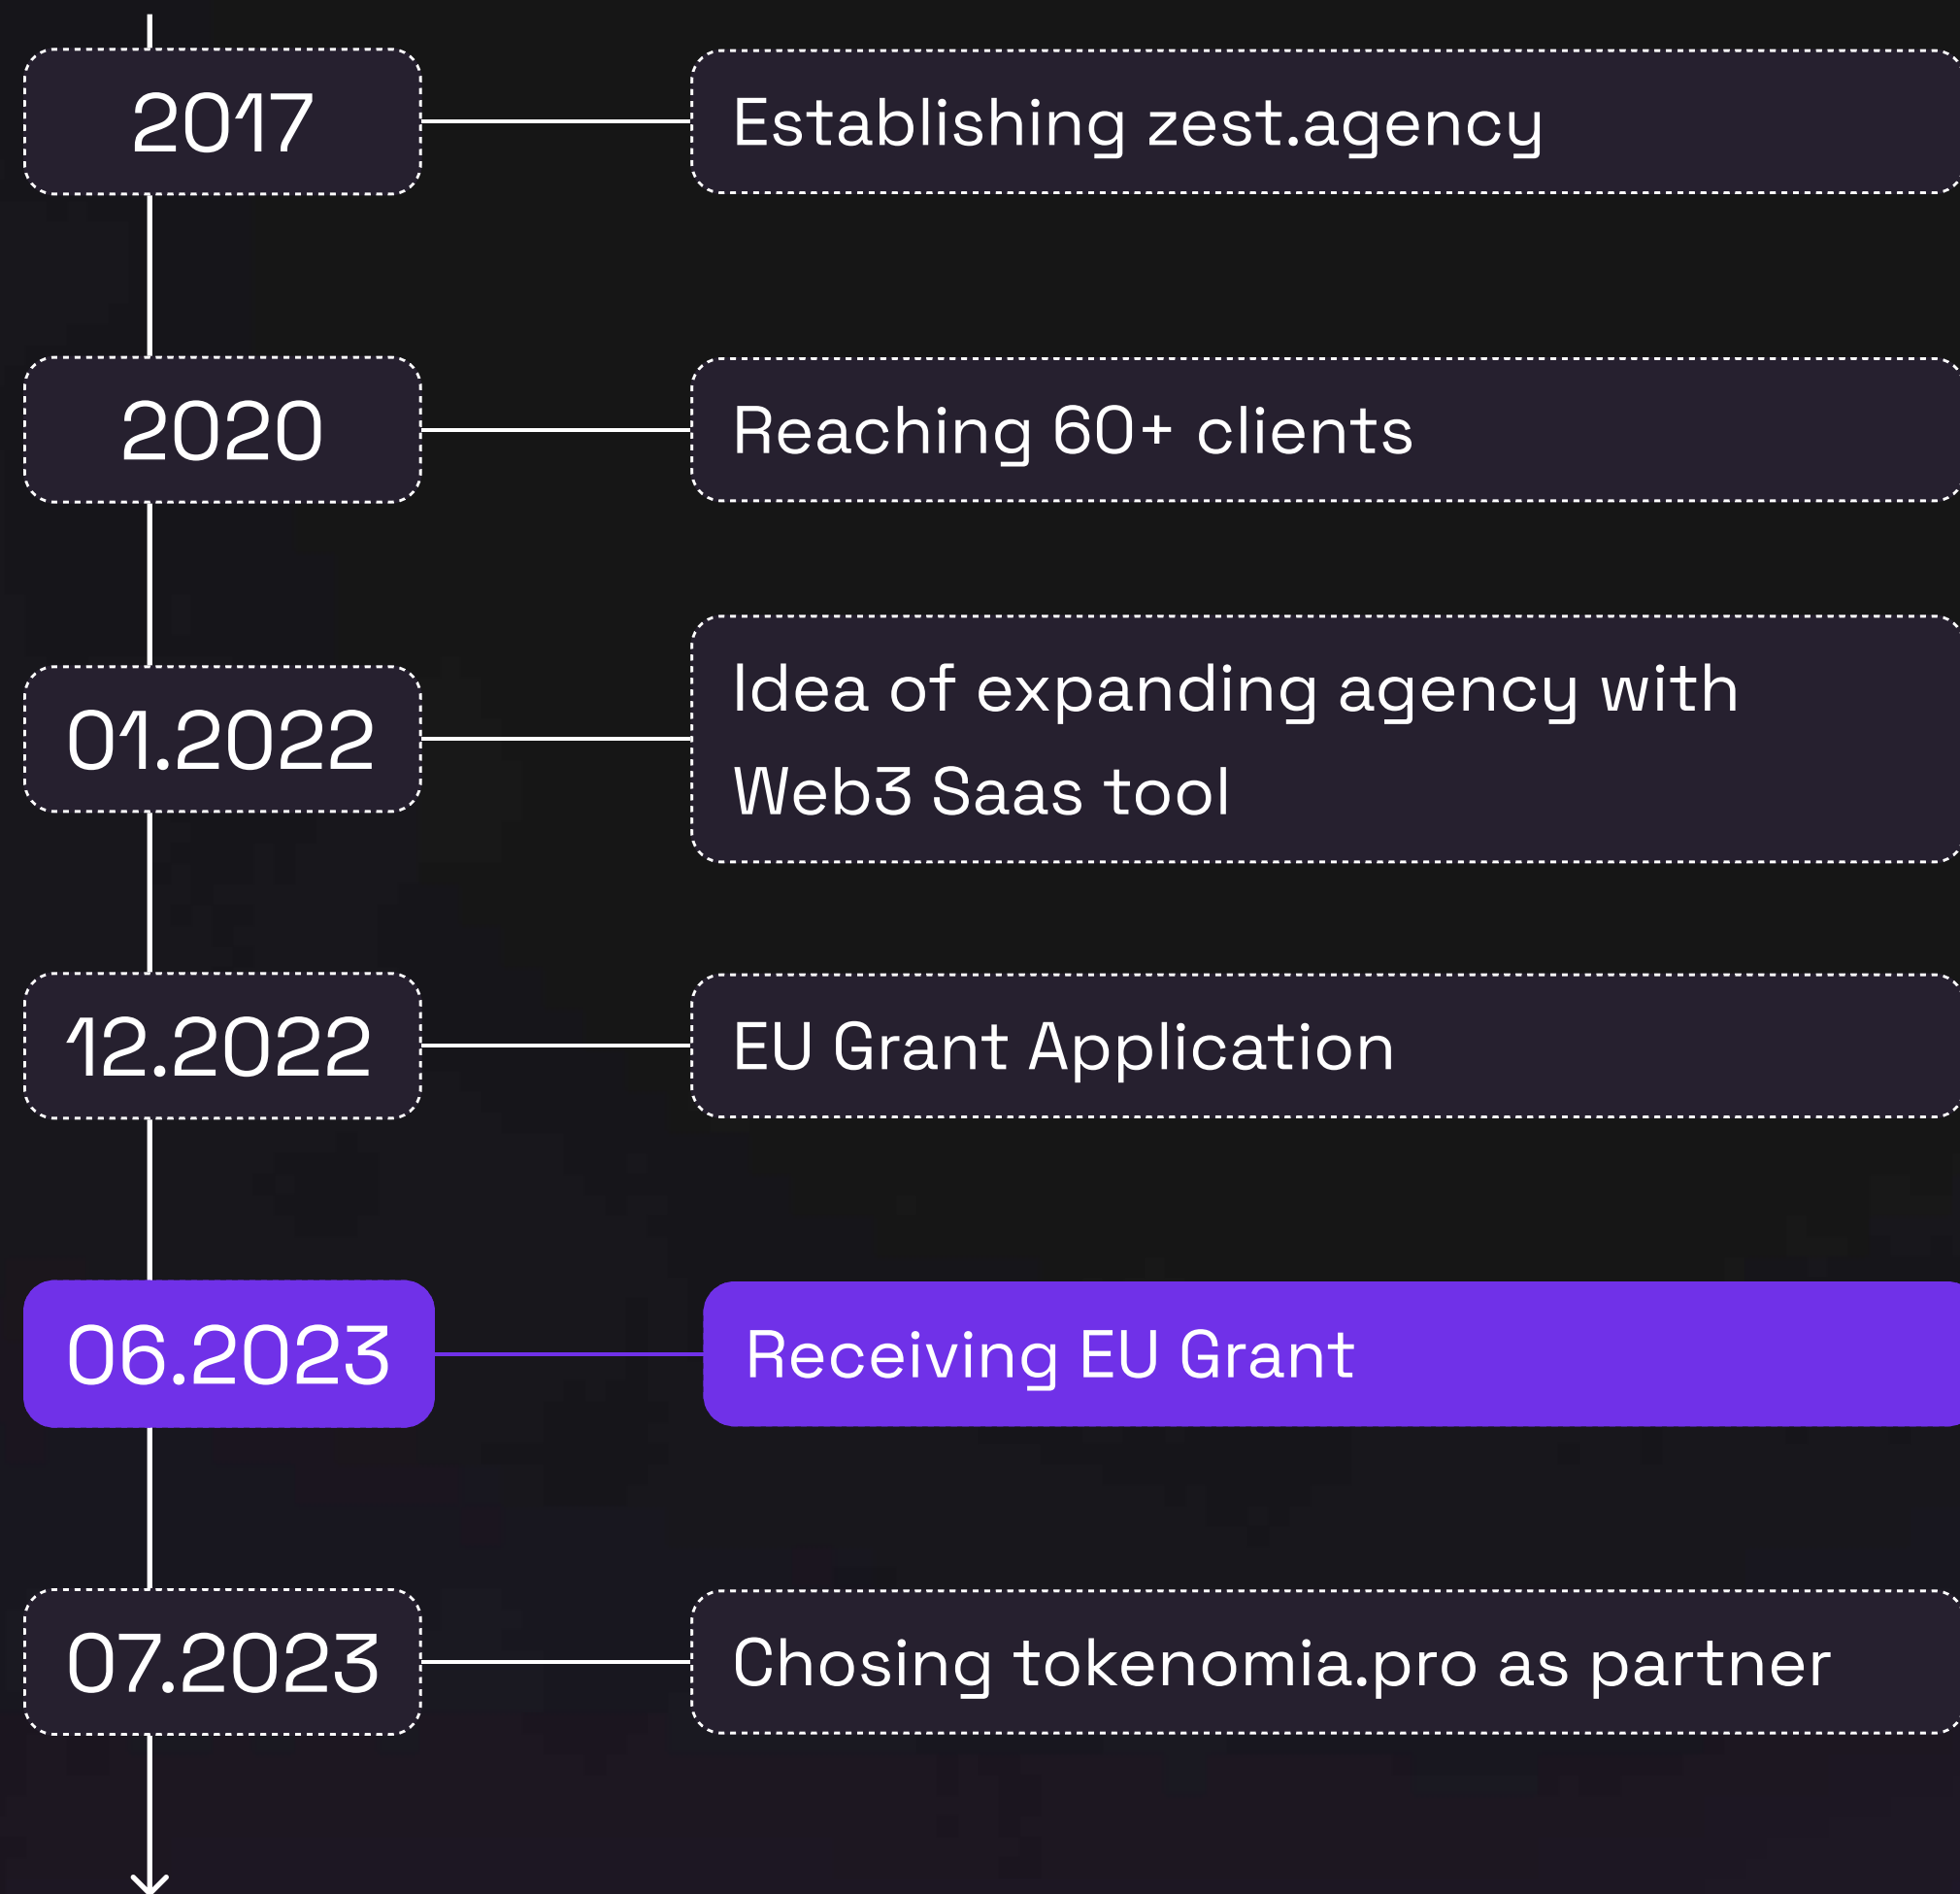 2017
Establishing zest.agency
2020
Reaching 60+ clients
01.2022
Idea of expanding agency with
Web3 Saas tool
12.2022
EU Grant Application
06.2023
Receiving EU Grant
07.2023
Chosing tokenomia.pro as partner